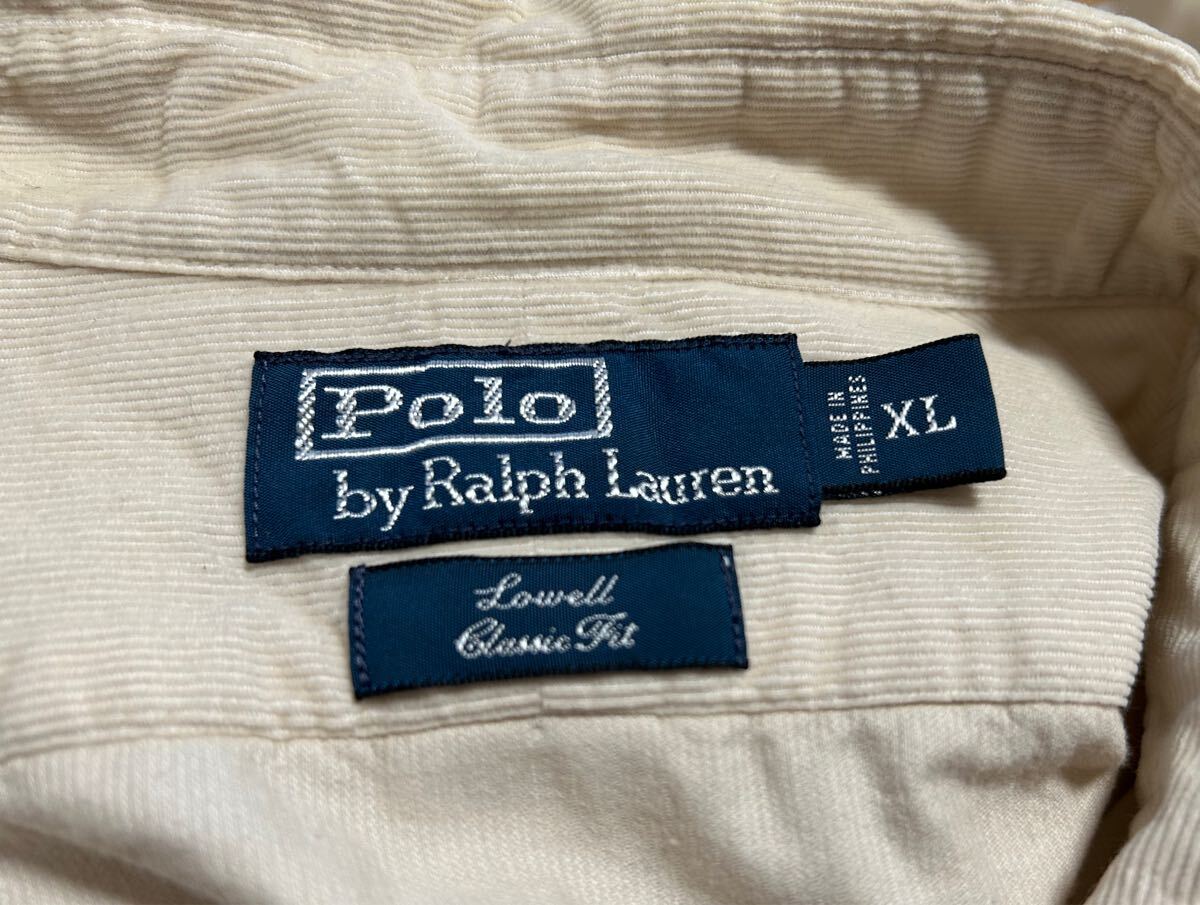 Polo
by Ralph Lauren
MADE IN
PHILIPPINES
XL
Lowell
Classic Fit